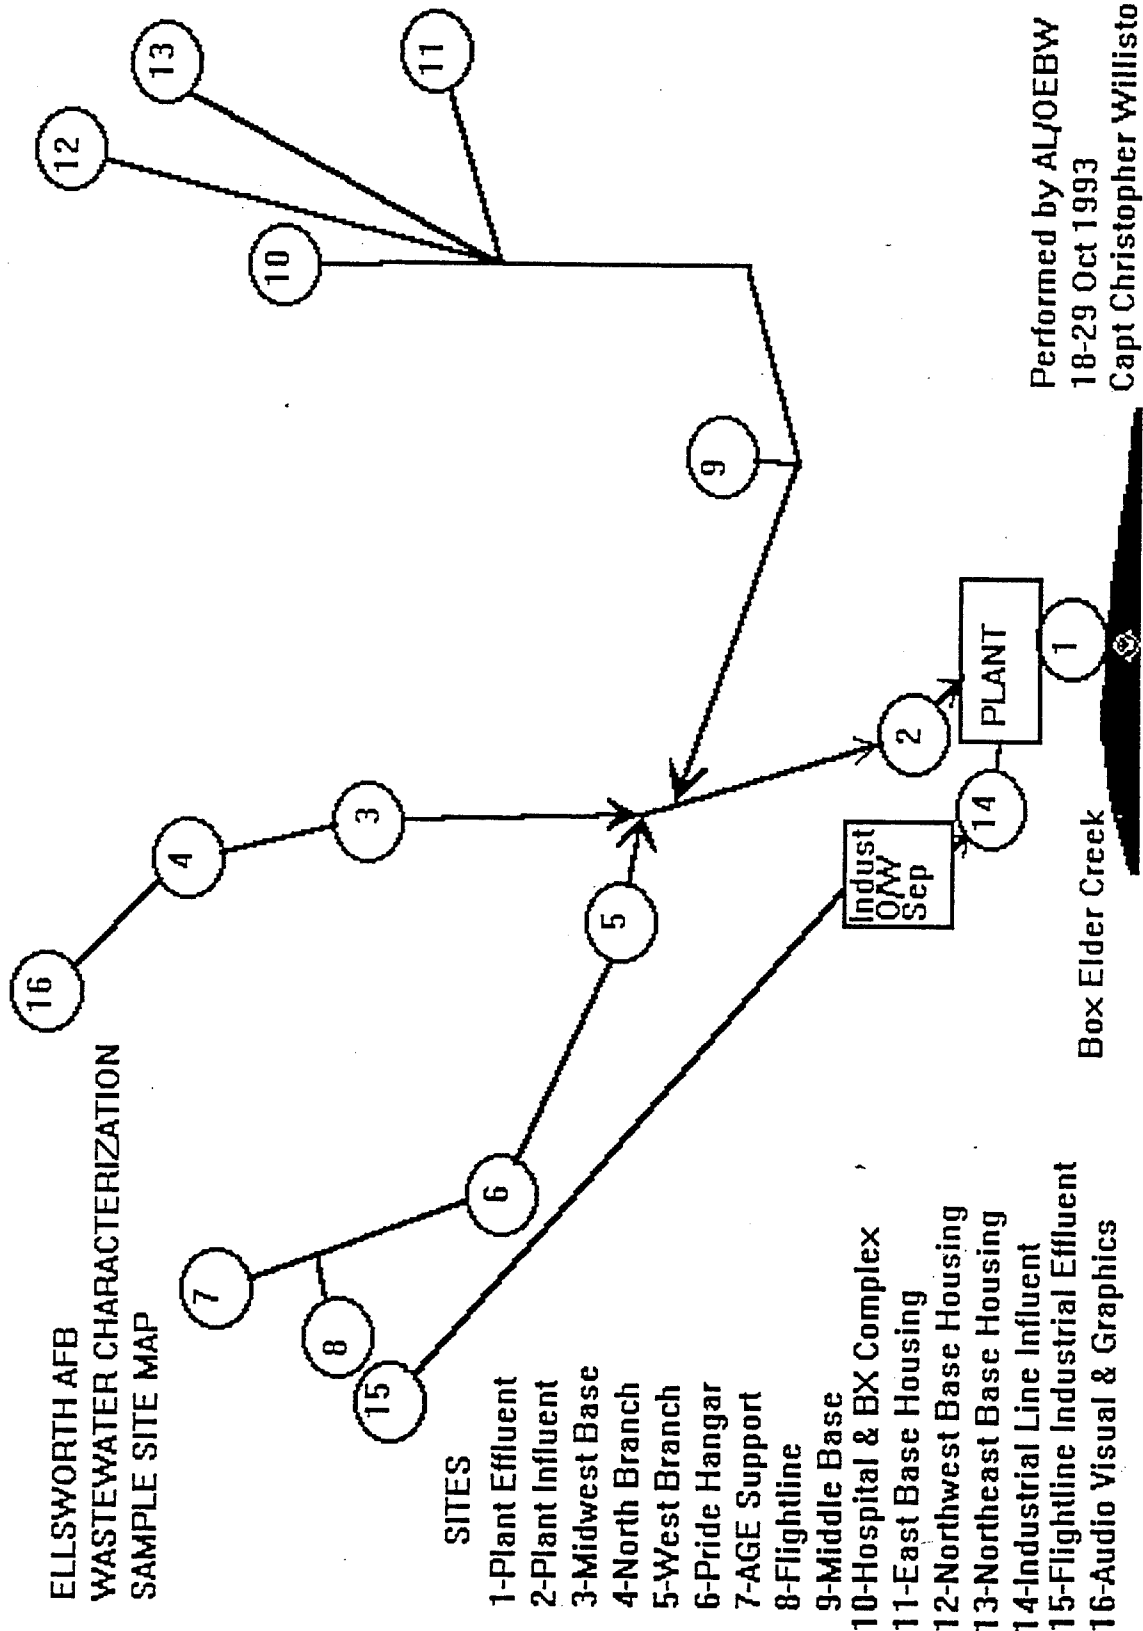 ELLSWORTH AFB
WASTEWATER CHARACTERIZATION
SAMPLE SITE MAP
16
4
3
7
8
15
6
5
12
13
10
11
9
2
PLANT
1
14
Indust
O/W
Sep
Box Elder Creek
SITES
1-Plant Effluent
2-Plant Influent
3-Midwest Base
4-North Branch
5-West Branch
6-Pride Hangar
7-AGE Support
8-Flightline
9-Middle Base
10-Hospital & BX Complex
11-East Base Housing
12-Northwest Base Housing
13-Northeast Base Housing
14-Industrial Line Influent
15-Flightline Industrial Effluent
16-Audio Visual & Graphics
Performed by AL/OEBW
18-29 Oct 1993
Capt Christopher Willisto